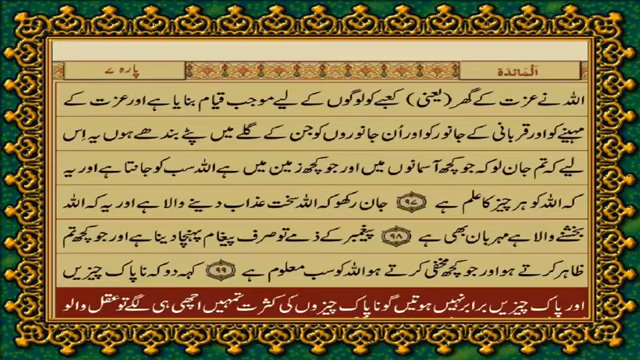 پارہ ۷
اَلْمَائدَة
اللہ نے عزت کے گھر (یعنی) کعبے کو لوگوں کے لیے موجب قیام بنایا ہے اور عزت کے
مہینے کو اور قربانی کے جانور کو اور اُن جانوروں کو جن کے گلے میں پٹے بندھے ہوں یہ اِس
لیے کہ تم جان لو کہ جو کچھ آسمانوں میں اور جو کچھ زمین میں ہے اللہ سب کو جانتا ہے اور یہ
کہ اللہ کو ہر چیز کا علم ہے ۹۷ جان رکھو کہ اللہ سخت عذاب دینے والا ہے اور یہ کہ اللہ
بخشنے والا ہے مہربان بھی ہے ۹۸ پیغمبر کے ذمے تو صرف پیغام پہنچا دینا ہے اور جو کچھ تم
ظاہر کرتے ہو اور جو کچھ مخفی کرتے ہو اللہ کو سب معلوم ہے ۹۹ کہہ دو کہ ناپاک چیزیں
اور پاک چیزیں برابر نہیں ہوتیں گو ناپاک چیزوں کی کثرت تمہیں اچھی ہی لگے تو عقل والو